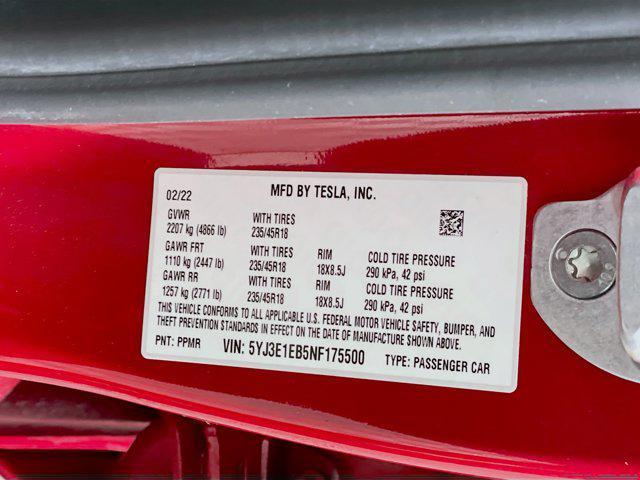 02/22 MFD BY TESLA, INC.
GVWR WITH TIRES
2207 kg (4866 lb) 235/45R18
GAWR FRT WITH TIRES RIM COLD TIRE PRESSURE
1110 kg (2447 lb) 235/45R18 18X8.5J 290 kPa, 42 psi
GAWR RR WITH TIRES RIM COLD TIRE PRESSURE
1257 kg (2771 lb) 235/45R18 18X8.5J 290 kPa, 42 psi
THIS VEHICLE CONFORMS TO ALL APPLICABLE U.S. FEDERAL MOTOR VEHICLE SAFETY, BUMPER, AND
THEFT PREVENTION STANDARDS IN EFFECT ON THE DATE OF MANUFACTURE SHOWN ABOVE.
PNT: PPMR VIN: 5YJ3E1EB5NF175500 TYPE: PASSENGER CAR